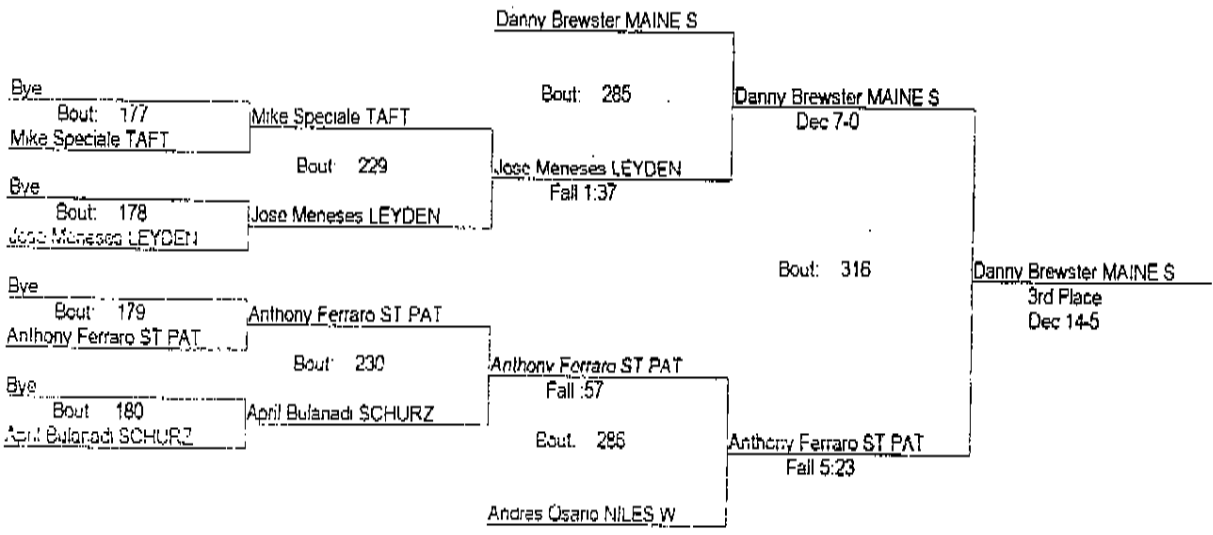 Danny Brewster MAINE S
Bout: 285
Danny Brewster MAINE S
Dec 7-0
Bye
Bout: 177
Mike Speciale TAFT
Mike Speciale TAFT
Bout: 229
Jose Meneses LEYDEN
Fall 1:37
Bye
Bout: 178
Jose Meneses LEYDEN
Jose Meneses LEYDEN
Bout: 316
Danny Brewster MAINE S
3rd Place
Dec 14-5
Bye
Bout: 179
Anthony Ferraro ST PAT
Anthony Ferraro ST PAT
Bout: 230
Anthony Ferraro ST PAT
Fall :57
Bye
Bout 180
April Bulanadi SCHURZ
April Bulanadi SCHURZ
Bout: 286
Anthony Ferraro ST PAT
Fall 5:23
Andres Osario NILES W